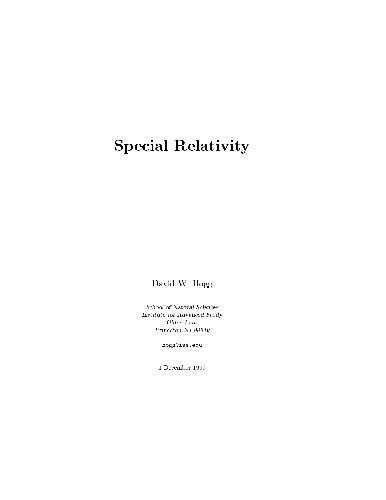 Special Relativity
David W. Hogg
School of Natural Sciences
Institute for Advanced Study
Olden Lane
Princeton NJ 08540
hogg@ias.edu
1 December 1997